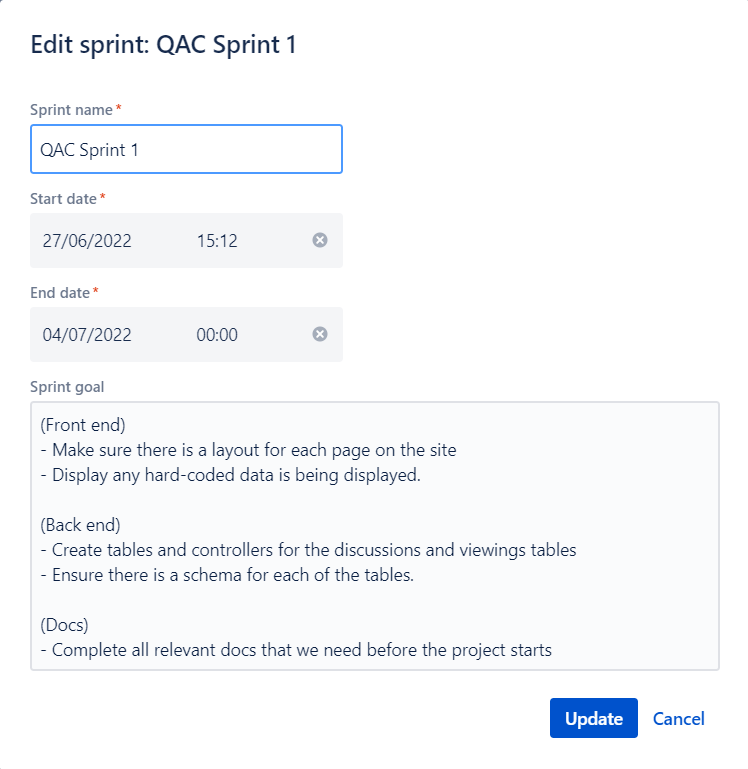 Edit sprint: QAC Sprint 1
Sprint name*
QAC Sprint 1
Start date*
27/06/2022 15:12
End date*
04/07/2022 00:00
Sprint goal
(Front end)
- Make sure there is a layout for each page on the site
- Display any hard-coded data is being displayed.
(Back end)
- Create tables and controllers for the discussions and viewings tables
- Ensure there is a schema for each of the tables.
(Docs)
- Complete all relevant docs that we need before the project starts
Update Cancel